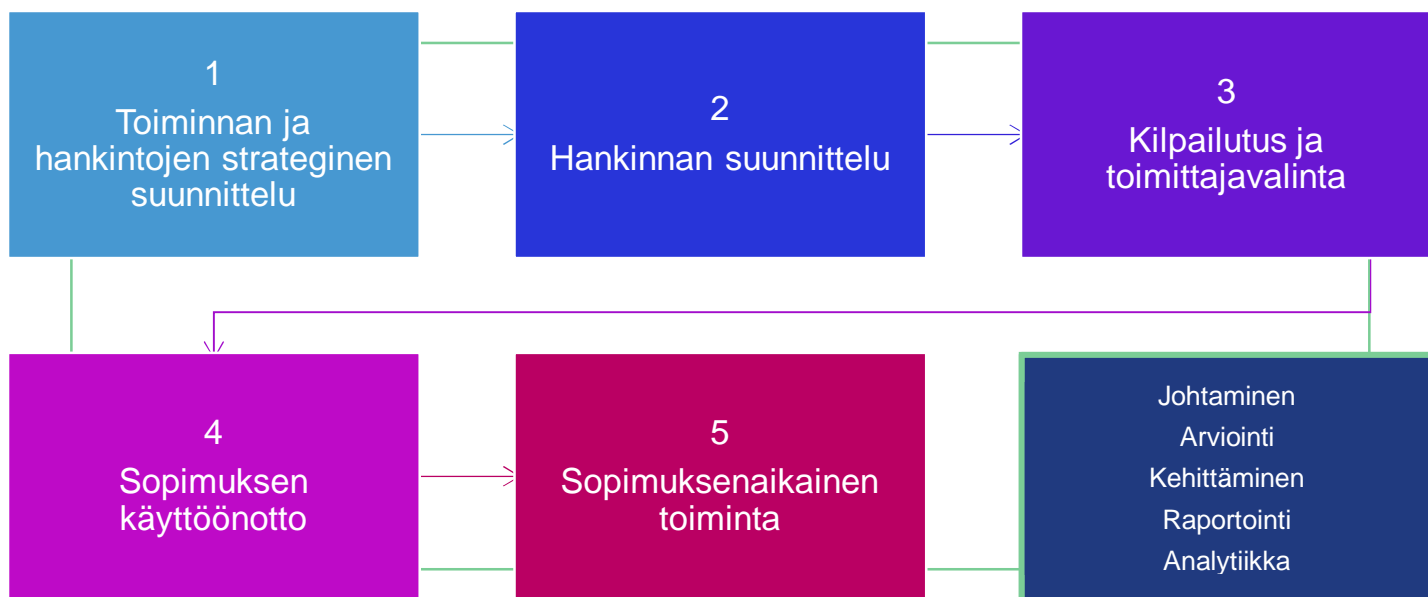 1
Toiminnan ja
hankintojen strateginen
suunnittelu
2
Hankinnan suunnittelu
3
Kilpailutus ja
toimittajavalinta
4
Sopimuksen
käyttöönotto
5
Sopimuksenaikainen
toiminta
Johtaminen
Arviointi
Kehittäminen
Raportointi
Analytiikka